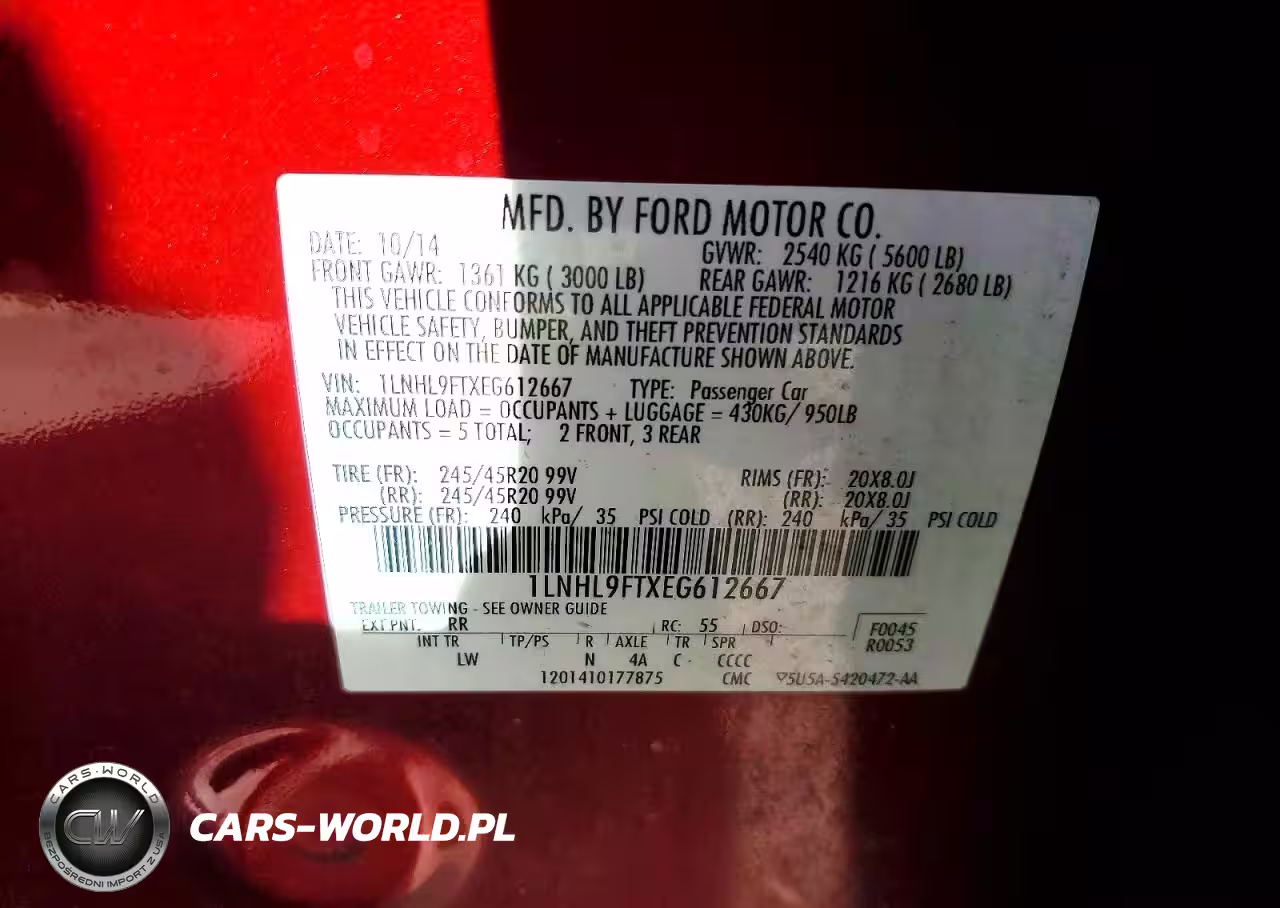 MFD. BY FORD MOTOR CO.
DATE: 10/14 GVWR: 2540 KG ( 5600 LB)
FRONT GAWR: 1361 KG ( 3000 LB) REAR GAWR: 1216 KG ( 2680 LB)
THIS VEHICLE CONFORMS TO ALL APPLICABLE FEDERAL MOTOR
VEHICLE SAFETY, BUMPER, AND THEFT PREVENTION STANDARDS
IN EFFECT ON THE DATE OF MANUFACTURE SHOWN ABOVE.
VIN: 1LNHL9FTXEG612667 TYPE: Passenger Car
MAXIMUM LOAD = OCCUPANTS + LUGGAGE = 430KG/ 950LB
OCCUPANTS = 5 TOTAL; 2 FRONT, 3 REAR
TIRE (FR): 245/45R20 99V RIMS (FR): 20X8.0J
(RR): 245/45R20 99V (RR): 20X8.0J
PRESSURE (FR): 240 kPa/ 35 PSI COLD (RR): 240 kPa/ 35 PSI COLD
1LNHL9FTXEG612667
TRAILER TOWING - SEE OWNER GUIDE
EXT PNT: RR RC: 55 DSO: F0045
INT TR TP/PS R AXLE TR SPR R0053
LW N 4A C CCCC
1201410177875 CMC 5U5A-5420472-AA
CARS-WORLD
CW
BEZPOŚREDNI IMPORT Z USA
CARS-WORLD.PL